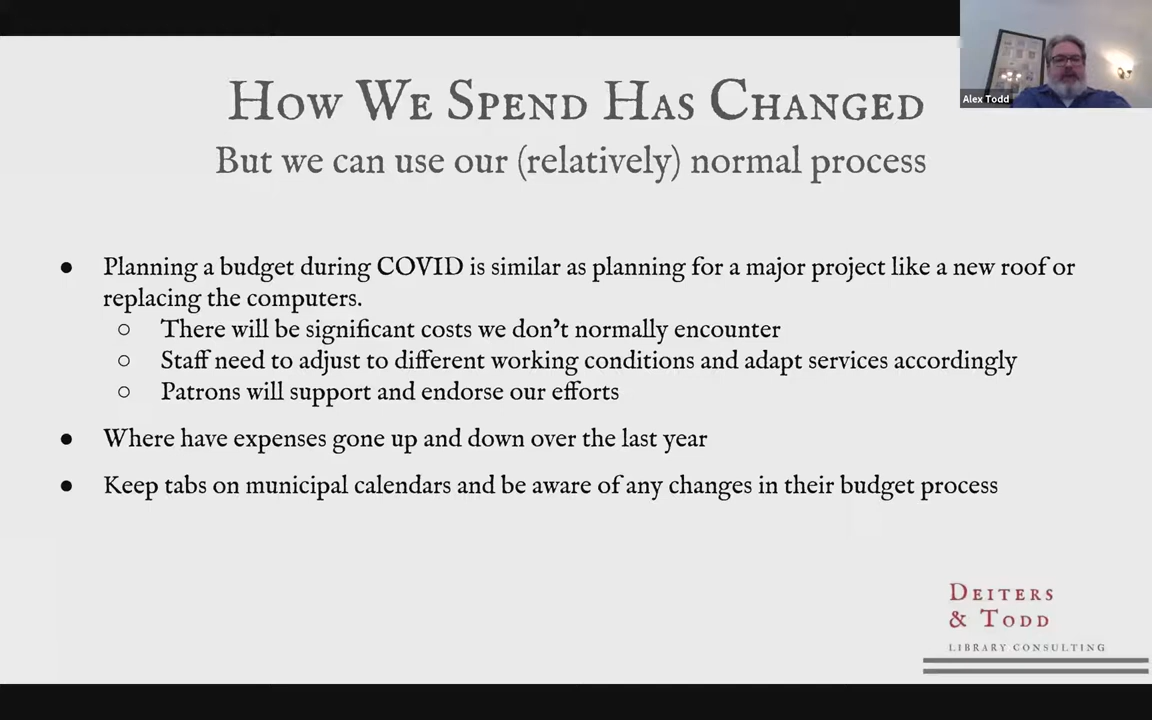 How We Spend Has Changed
But we can use our (relatively) normal process
Alex Todd
● Planning a budget during COVID is similar as planning for a major project like a new roof or
replacing the computers.
○ There will be significant costs we don't normally encounter
○ Staff need to adjust to different working conditions and adapt services accordingly
○ Patrons will support and endorse our efforts
● Where have expenses gone up and down over the last year
● Keep tabs on municipal calendars and be aware of any changes in their budget process
Deiters
& Todd
Library Consulting